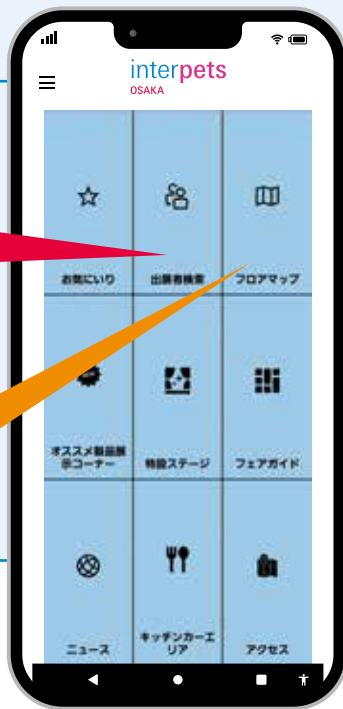 interpets
OSAKA
お気にいり
出展者検索
フロアマップ
オススメ製品展
示コーナー
特設ステージ
フェアガイド
ニュース
キッチンカーエ
リア
アクセス